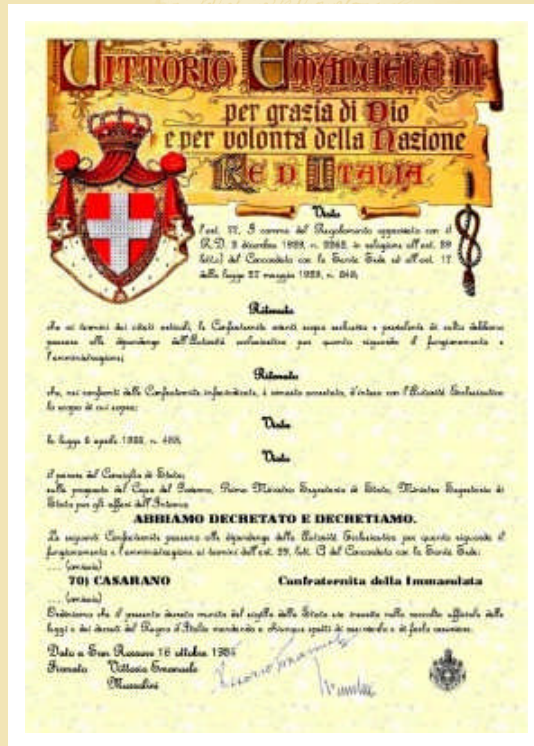 VITTORIO EMANUELE III
per grazia di Dio
e per volontà della Nazione
RE D'ITALIA
Visto
l'art. 77, 3 comma del Regolamento approvato con il
R.D. 2 dicembre 1929, n. 2262, in relazione all'art. 29
lett.c) del Concordato con la Santa Sede ed all'art. 17
della legge 27 maggio 1929, n. 848;
Ritenuto
che ai termini dei citati articoli, le Confraternite aventi scopo esclusivo o prevalente di culto debbono
passare alle dipendenze dell'Autorità ecclesiastica per quanto riguarda il funzionamento e
l'amministrazione;
Ritenuto
che, nei confronti delle Confraternite infraindicate, è rimasto accertato, d'intesa con l'Autorità Ecclesiastica
lo scopo di cui sopra;
Visto
la legge 6 aprile 1933, n. 455;
Visto
il parere del Consiglio di Stato;
sulla proposta del Capo del Governo, Primo Ministro Segretario di Stato, Ministro Segretario di
Stato per gli affari dell'Interno
ABBIAMO DECRETATO E DECRETIAMO.
Le seguenti Confraternite passano alle dipendenze della Autorità Ecclesiastica per quanto riguarda il
funzionamento e l'amministrazione ai termini dell'art. 29, lett. C del Concordato con la Santa Sede:
.... (omissis)
70) CASARANO Confraternita della Immacolata
.... (omissis)
Ordiniamo che il presente decreto munito del sigillo dello Stato sia inserito nella raccolta ufficiale delle
leggi e dei decreti del Regno d'Italia mandando a chiunque spetti di osservarlo e di farlo osservare.
Dato a San Rossore 16 ottobre
Firmato Vittorio Emanuele
Mussolini